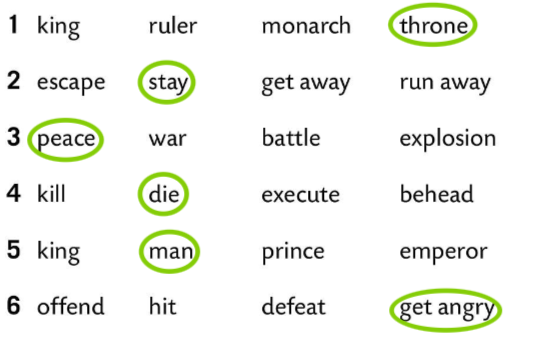 1 king ruler monarch throne
2 escape stay get away run away
3 peace war battle explosion
4 kill die execute behead
5 king man prince emperor
6 offend hit defeat get angry